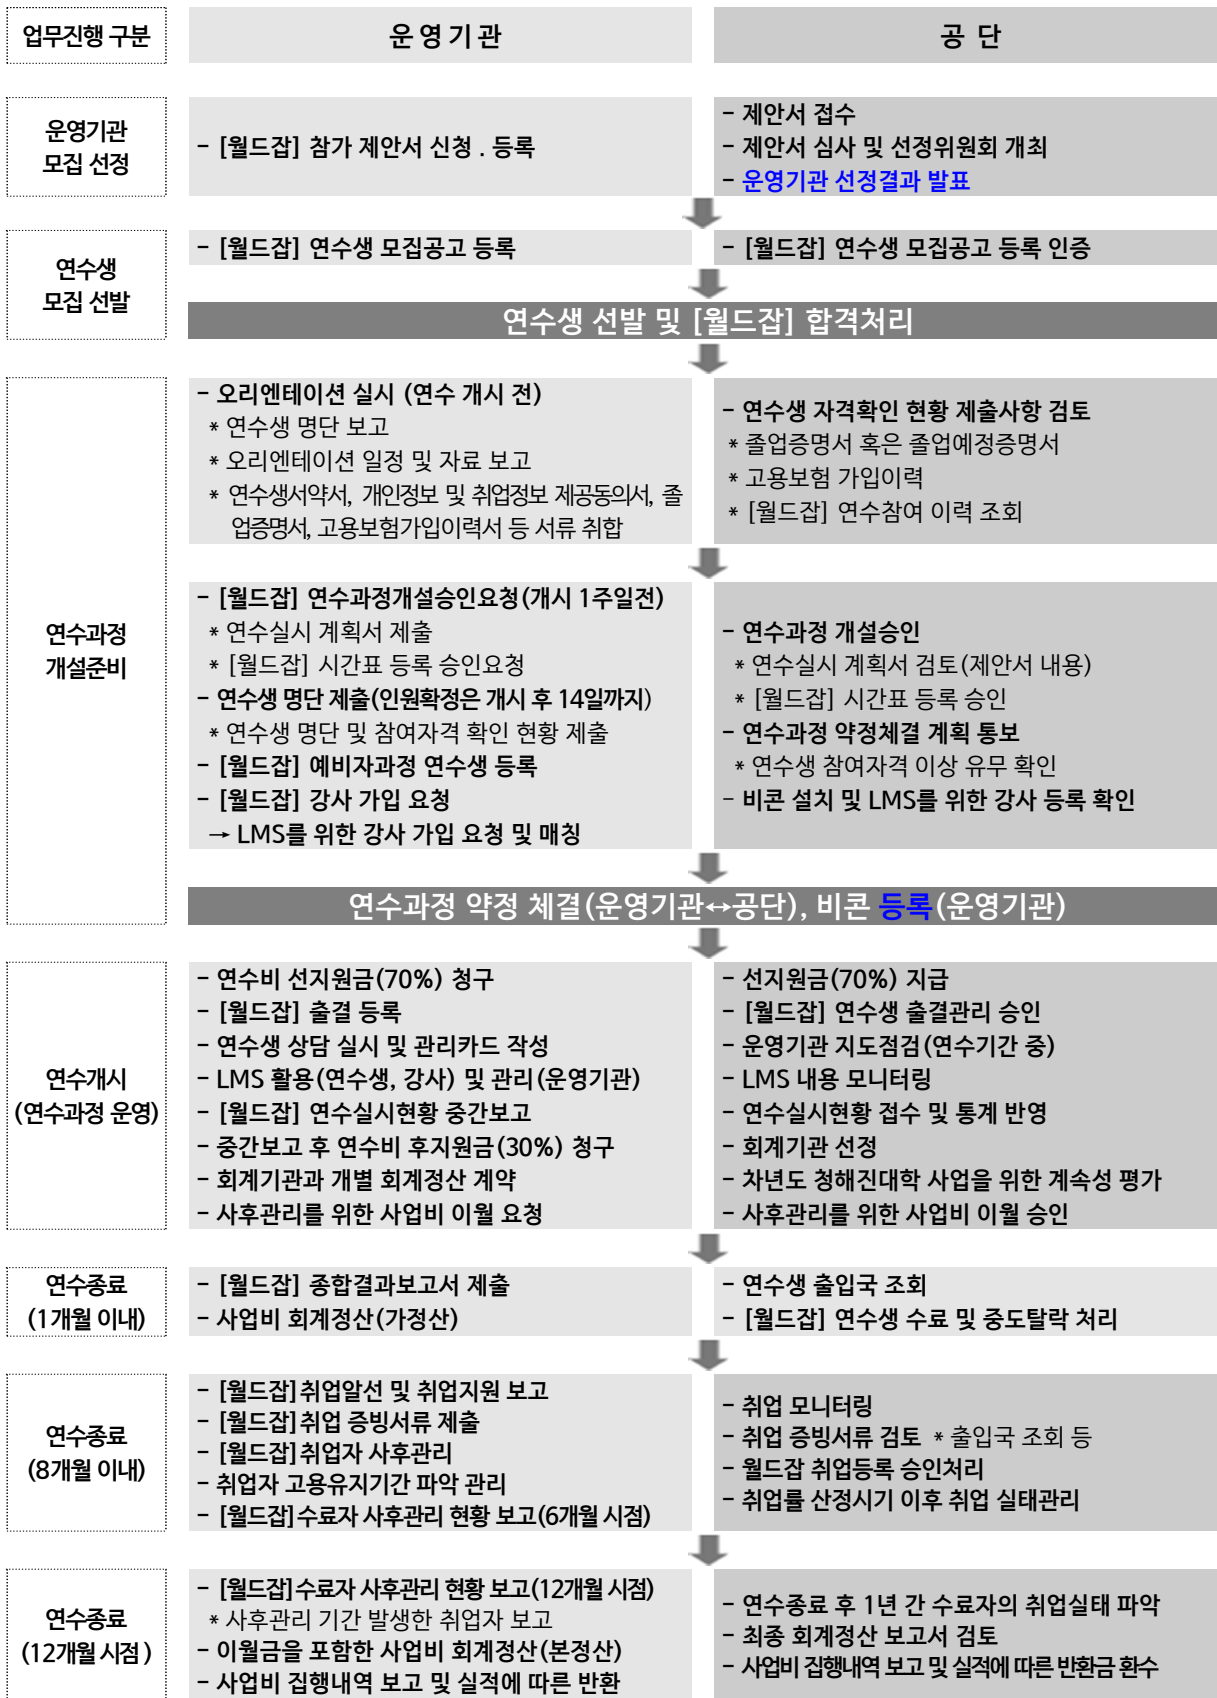 업무진행 구분
운영기관
공 단
운영기관
모집 선정
- [월드잡] 참가 제안서 신청 . 등록
- 제안서 접수
- 제안서 심사 및 선정위원회 개최
- 운영기관 선정결과 발표
연수생
모집 선발
- [월드잡] 연수생 모집공고 등록
- [월드잡] 연수생 모집공고 등록 인증
연수생 선발 및 [월드잡] 합격처리
연수과정
개설준비
- 오리엔테이션 실시 (연수 개시 전)
* 연수생 명단 보고
* 오리엔테이션 일정 및 자료 보고
* 연수생서약서, 개인정보 및 취업정보 제공동의서, 졸
업증명서, 고용보험가입이력서 등 서류 취합
- 연수생 자격확인 현황 제출사항 검토
* 졸업증명서 혹은 졸업예정증명서
* 고용보험 가입이력
* [월드잡] 연수참여 이력 조회
- [월드잡] 연수과정개설승인요청(개시 1주일전)
* 연수실시 계획서 제출
* [월드잡] 시간표 등록 승인요청
- 연수생 명단 제출(인원확정은 개시 후 14일까지)
* 연수생 명단 및 참여자격 확인 현황 제출
- [월드잡] 예비자과정 연수생 등록
- [월드잡] 강사 가입 요청
→ LMS를 위한 강사 가입 요청 및 매칭
- 연수과정 개설승인
* 연수실시 계획서 검토(제안서 내용)
* [월드잡] 시간표 등록 승인
- 연수과정 약정체결 계획 통보
* 연수생 참여자격 이상 유무 확인
- 비콘 설치 및 LMS를 위한 강사 등록 확인
연수과정 약정 체결(운영기관↔공단), 비콘 등록(운영기관)
연수개시
(연수과정 운영)
- 연수비 선지원금(70%) 청구
- [월드잡] 출결 등록
- 연수생 상담 실시 및 관리카드 작성
- LMS 활용(연수생, 강사) 및 관리(운영기관)
- [월드잡] 연수실시현황 중간보고
- 중간보고 후 연수비 후지원금(30%) 청구
- 회계기관과 개별 회계정산 계약
- 사후관리를 위한 사업비 이월 요청
- 선지원금(70%) 지급
- [월드잡] 연수생 출결관리 승인
- 운영기관 지도점검(연수기간 중)
- LMS 내용 모니터링
- 연수실시현황 접수 및 통계 반영
- 회계기관 선정
- 차년도 청해진대학 사업을 위한 계속성 평가
- 사후관리를 위한 사업비 이월 승인
연수종료
(1개월 이내)
- [월드잡] 종합결과보고서 제출
- 사업비 회계정산(가정산)
- 연수생 출입국 조회
- [월드잡] 연수생 수료 및 중도탈락 처리
연수종료
(8개월 이내)
- [월드잡]취업알선 및 취업지원 보고
- [월드잡]취업 증빙서류 제출
- [월드잡]취업자 사후관리
- 취업자 고용유지기간 파악 관리
- [월드잡]수료자 사후관리 현황 보고(6개월 시점)
- 취업 모니터링
- 취업 증빙서류 검토 * 출입국 조회 등
- 월드잡 취업등록 승인처리
- 취업률 산정시기 이후 취업 실태관리
연수종료
(12개월 시점 )
- [월드잡]수료자 사후관리 현황 보고(12개월 시점)
* 사후관리 기간 발생한 취업자 보고
- 이월금을 포함한 사업비 회계정산(본정산)
- 사업비 집행내역 보고 및 실적에 따른 반환
- 연수종료 후 1년 간 수료자의 취업실태 파악
- 최종 회계정산 보고서 검토
- 사업비 집행내역 보고 및 실적에 따른 반환금 환수